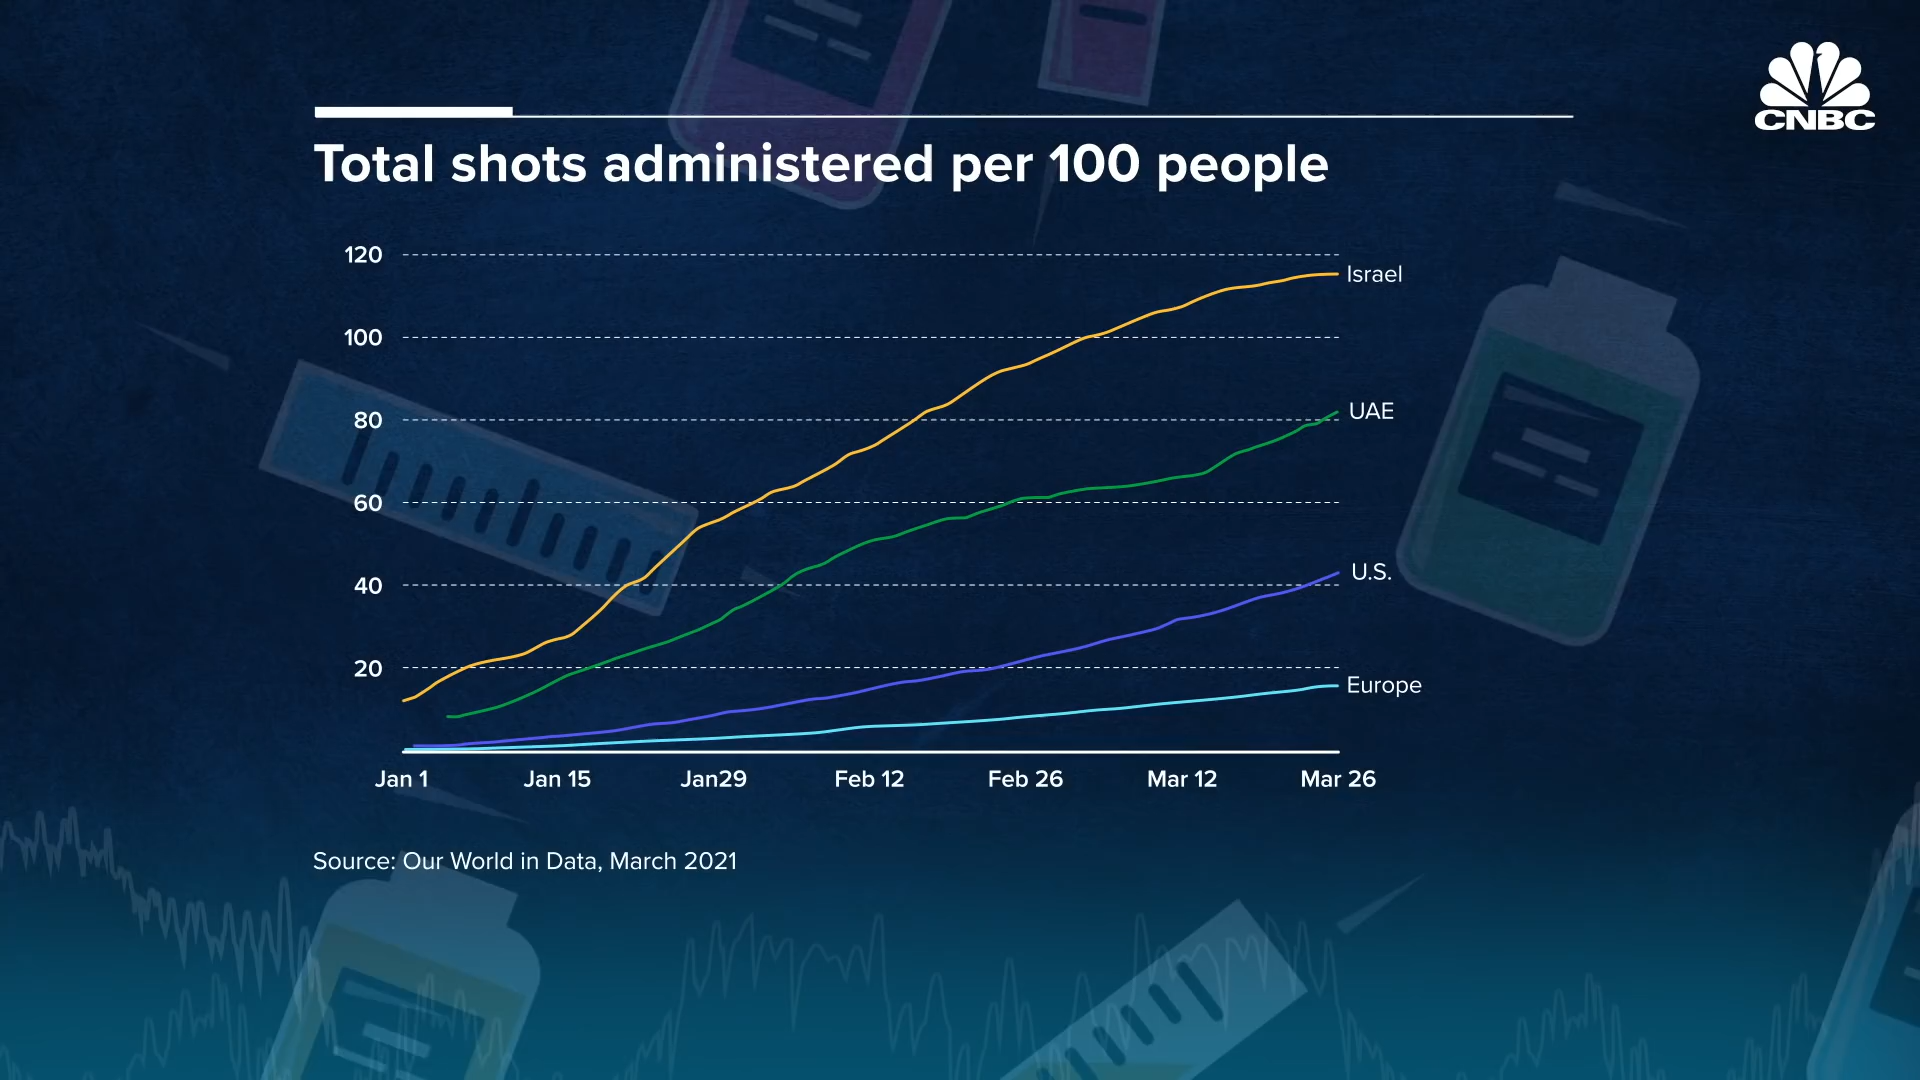 CNBC
Total shots administered per 100 people
120
100
80
60
40
20
Israel
UAE
U.S.
Europe
Jan 1 Jan 15 Jan29 Feb 12 Feb 26 Mar 12 Mar 26
Source: Our World in Data, March 2021